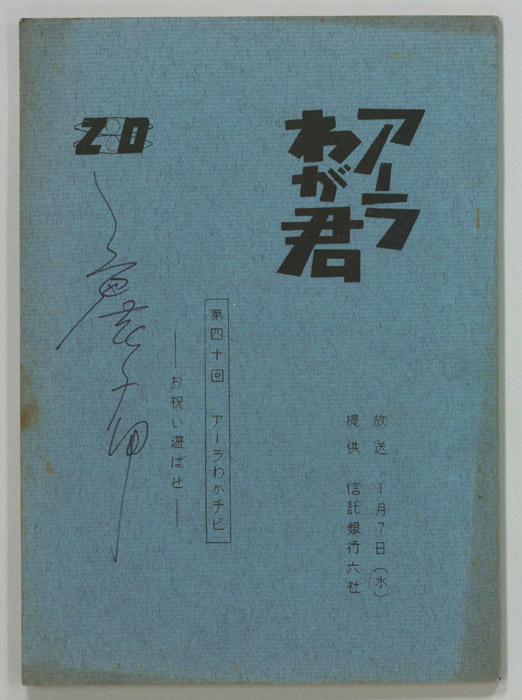 アーラ
わが君
放送 1月7日(水)
提供 信託銀行六社
第四十回 アーラわがチビ
——お祝い遊ばせ——
20